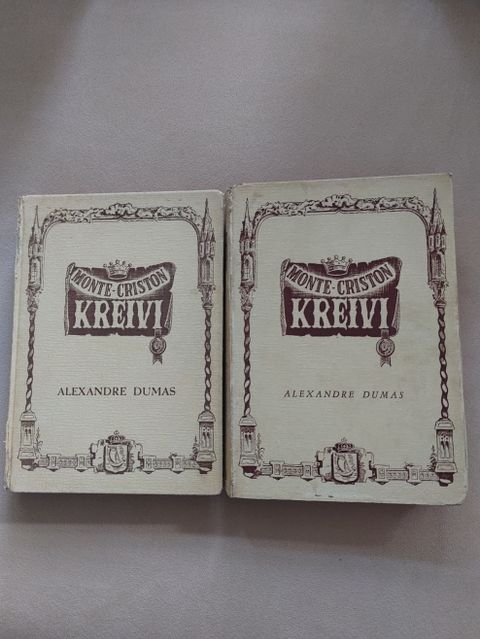 MONTE-CRISTON
KREIVI
ALEXANDRE DUMAS
MONTE-CRISTON
KREIVI
ALEXANDRE DUMAS